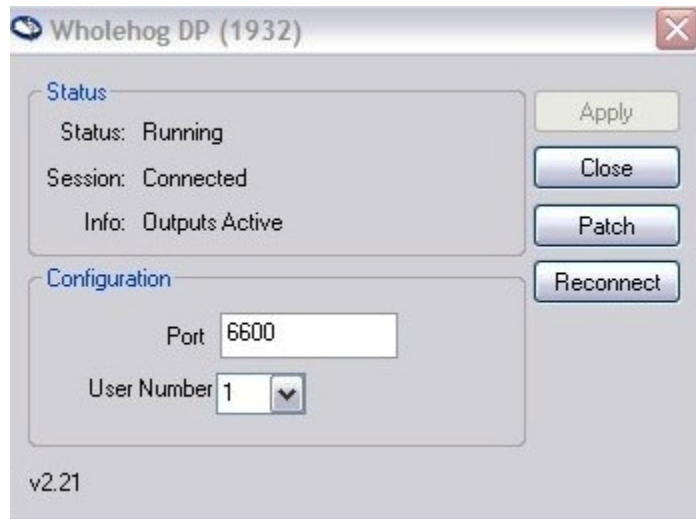 Wholehog DP (1932)
Status
Status: Running
Session: Connected
Info: Outputs Active
Apply
Close
Patch
Reconnect
Configuration
Port 6600
User Number 1
v2.21